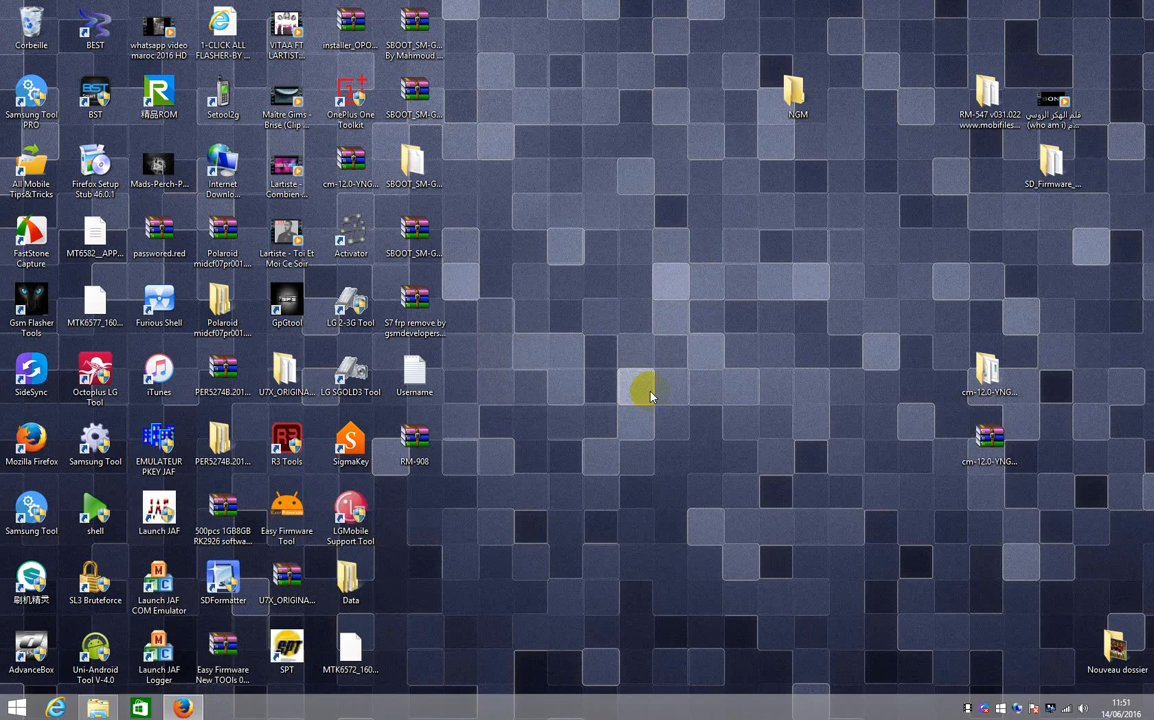 Corbeille
BEST
whatsapp video
maroc 2016 HD
1-CLICK ALL
FLASHER-BY ...
VITAA FT
LARTIST...
installer_OPO...
SBOOT_SM-G...
By Mahmoud ...
Samsung Tool
PRO
BST
精品ROM
Setool2g
Maître Gims -
Brisé (Clip ...
OnePlus One
Toolkit
SBOOT_SM-G...
NGM
RM-547 v031.022
www.mobifiles...
فلم الهكر الروسي
(who am i) م...
All Mobile
Tips&Tricks
Firefox Setup
Stub 46.0.1
Mads-Perch-P...
Internet
Downlo...
Lartiste -
Combien ...
cm-12.0-YNG...
SBOOT_SM-G...
SD_Firmware_...
FastStone
Capture
MT6582__APP...
passwored.red
Polaroid
midcf07pr001....
Lartiste - Toi Et
Moi Ce Soir
Activator
SBOOT_SM-G...
Gsm Flasher
Tools
MTK6577_160...
Furious Shell
Polaroid
midcf07pr001....
GpGtool
LG 2-3G Tool
S7 frp remove by
gsmdevelopers...
SideSync
Octoplus LG
Tool
iTunes
PER5274B.201...
U7X_ORIGINA...
LG SGOLD3 Tool
Username
cm-12.0-YNG...
Mozilla Firefox
Samsung Tool
EMULATEUR
PKEY JAF
PER5274B.201...
R3 Tools
SigmaKey
RM-908
cm-12.0-YNG...
Samsung Tool
shell
Launch JAF
500pcs 1GB8GB
RK2926 softwa...
Easy Firmware
Tool
LGMobile
Support Tool
刷机精灵
SL3 Bruteforce
Launch JAF
COM Emulator
SDFormatter
U7X_ORIGINA...
Data
AdvanceBox
Uni-Android
Tool V-4.0
Launch JAF
Logger
Easy Firmware
New TOOls 0...
SPT
MTK6572_160...
Nouveau dossier
11:51
14/06/2016